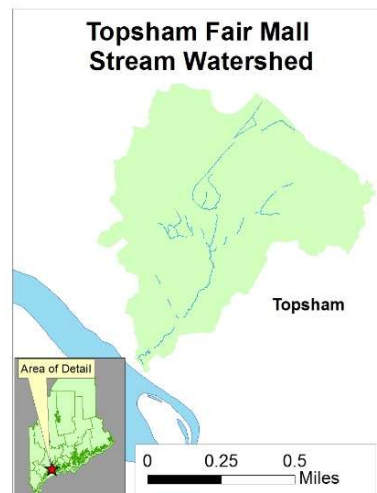 Topsham Fair Mall
Stream Watershed
Topsham
Area of Detail
0 0.25 0.5
Miles